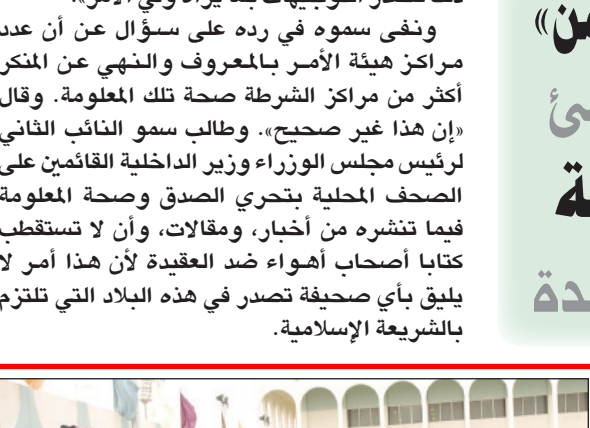 ونفى سموه في رده على سؤال عن أن عدد
مراكز هيئة الأمر بالمعروف والنهي عن المنكر
أكثر من مراكز الشرطة صحة تلك المعلومة. وقال
«إن هذا غير صحيح». وطالب سمو النائب الثاني
لرئيس مجلس الوزراء وزير الداخلية القائمين على
الصحف المحلية بتحري الصدق وصحة المعلومة
فيما تنشره من أخبار، ومقالات، وأن لا تستقطب
كتابا أصحاب أهواء ضد العقيدة لأن هذا أمر لا
يليق بأي صحيفة تصدر في هذه البلاد التي تلتزم
بالشريعة الإسلامية.